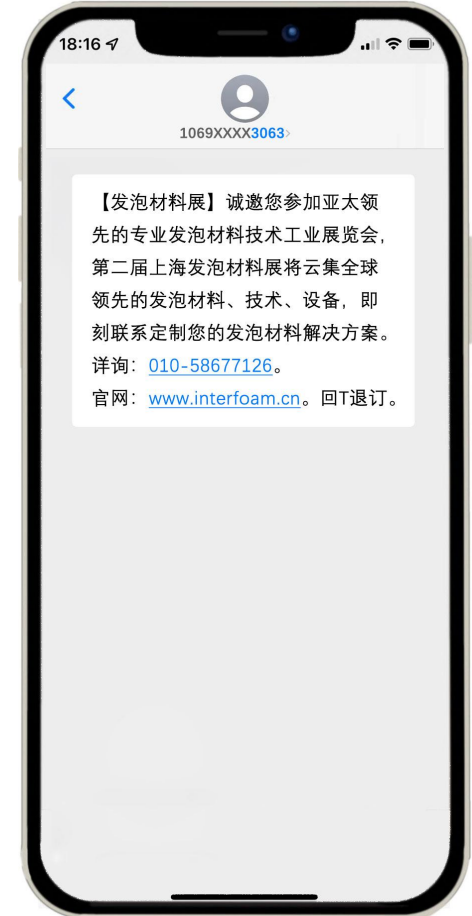 18:16
1069XXXX3063
【发泡材料展】诚邀您参加亚太领
先的专业发泡材料技术工业展览会，
第二届上海发泡材料展将云集全球
领先的发泡材料、技术、设备，即
刻联系定制您的发泡材料解决方案。
详询：010-58677126。
官网：www.interfoam.cn。回T退订。